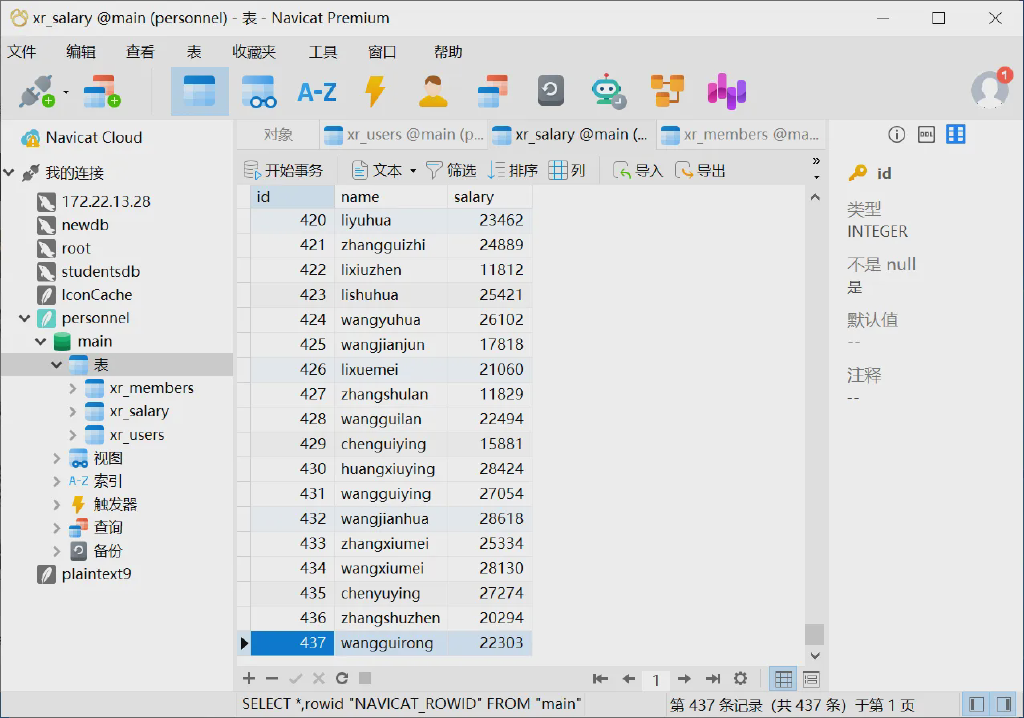 xr_salary @main (personnel) - 表 - Navicat Premium
文件 编辑 查看 表 收藏夹 工具 窗口 帮助
A-Z
1
Navicat Cloud
我的连接
172.22.13.28
newdb
root
studentsdb
IconCache
personnel
main
表
xr_members
xr_salary
xr_users
视图
A-Z 索引
触发器
查询
备份
plaintext9
对象 xr_users @main (p... xr_salary @main (... xr_members @ma...
开始事务 文本 筛选 排序 列 导入 导出 »
id name salary
420 liyuhua 23462
421 zhangguizhi 24889
422 lixiuzhen 11812
423 lishuhua 25421
424 wangyuhua 26102
425 wangjianjun 17818
426 lixuemei 21060
427 zhangshulan 11829
428 wangguilan 22494
429 chenguiying 15881
430 huangxiuying 28424
431 wangguiying 27054
432 wangjianhua 28618
433 zhangxiumei 25334
434 wangxiumei 28130
435 chenyuying 27274
436 zhangshuzhen 20294
437 wangguirong 22303
1
SELECT *,rowid "NAVICAT_ROWID" FROM "main" 第 437 条记录 (共 437 条) 于第 1 页
DDL
id
类型
INTEGER
不是 null
是
默认值
--
注释
--